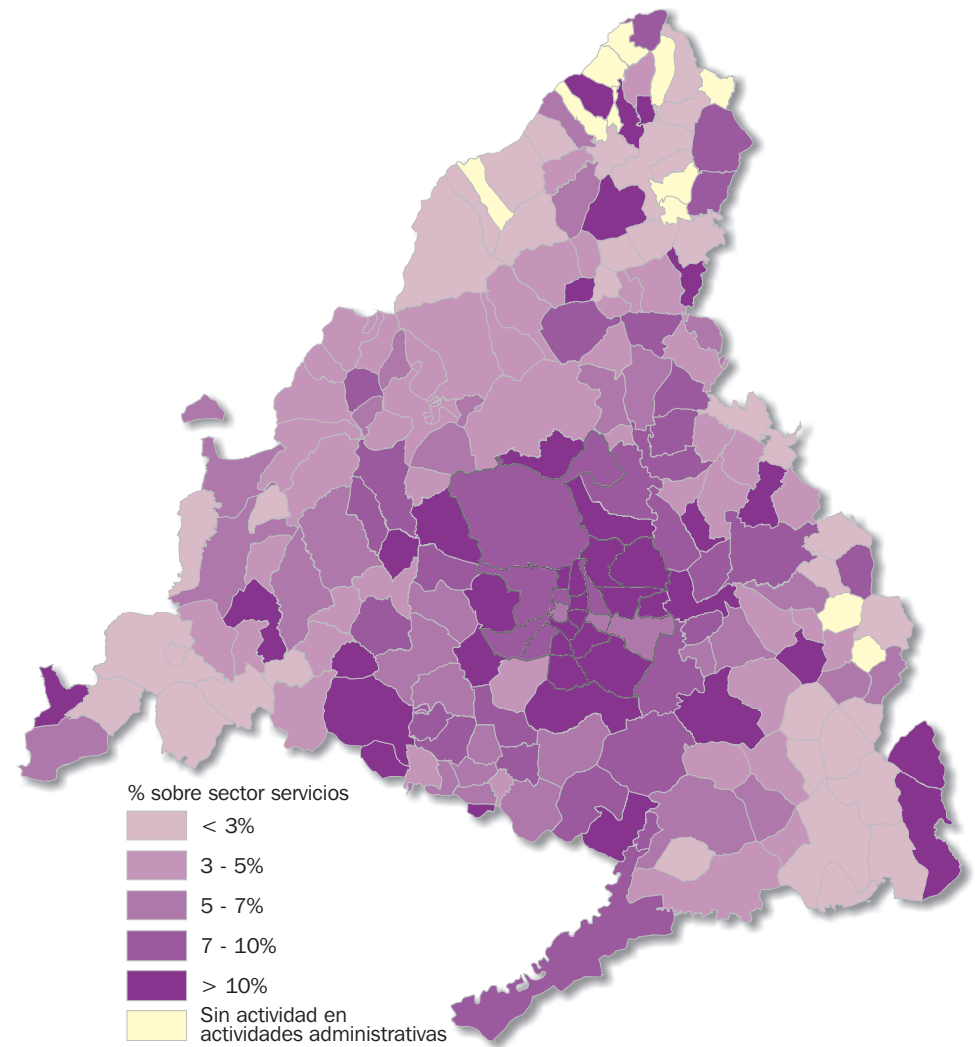 % sobre sector servicios
< 3%
3 - 5%
5 - 7%
7 - 10%
> 10%
Sin actividad en
actividades administrativas